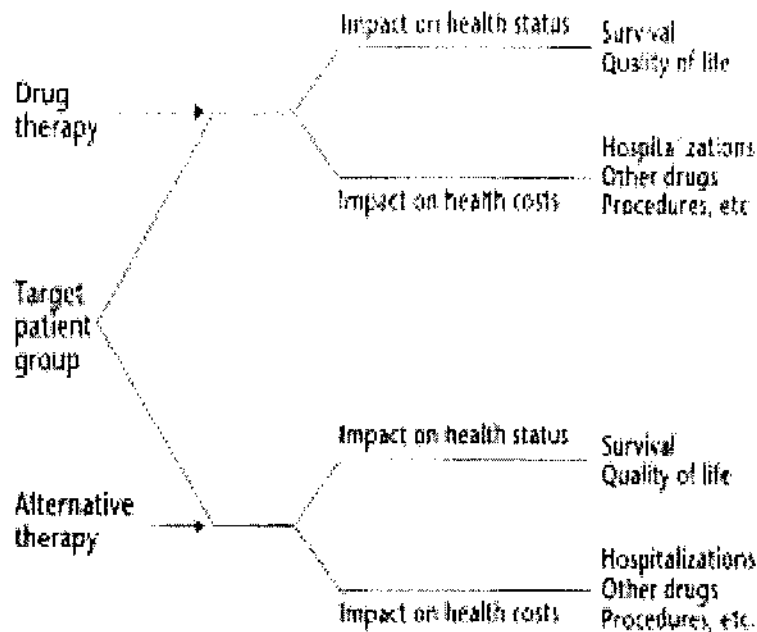 Impact on health status
Survival
Quality of life
Drug
therapy
Hospitalizations
Other drugs
Impact on health costs
Procedures, etc
Target
patient
group
Impact on health status
Survival
Quality of life
Alternative
therapy
Hospitalizations
Other drugs
Impact on health costs
Procedures, etc.